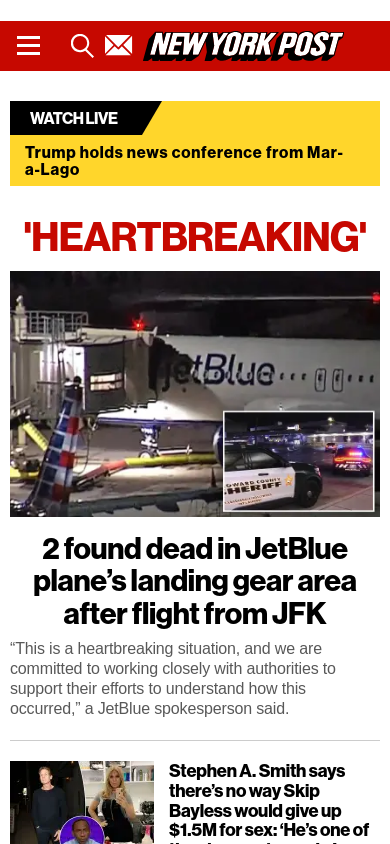 NEW YORK POST
WATCH LIVE
Trump holds news conference from Mar-
a-Lago
'HEARTBREAKING'
jetBlue
SHERIFF
2 found dead in JetBlue
plane’s landing gear area
after flight from JFK
“This is a heartbreaking situation, and we are
committed to working closely with authorities to
support their efforts to understand how this
occurred,” a JetBlue spokesperson said.
Stephen A. Smith says
there’s no way Skip
Bayless would give up
$1.5M for sex: ‘He’s one of